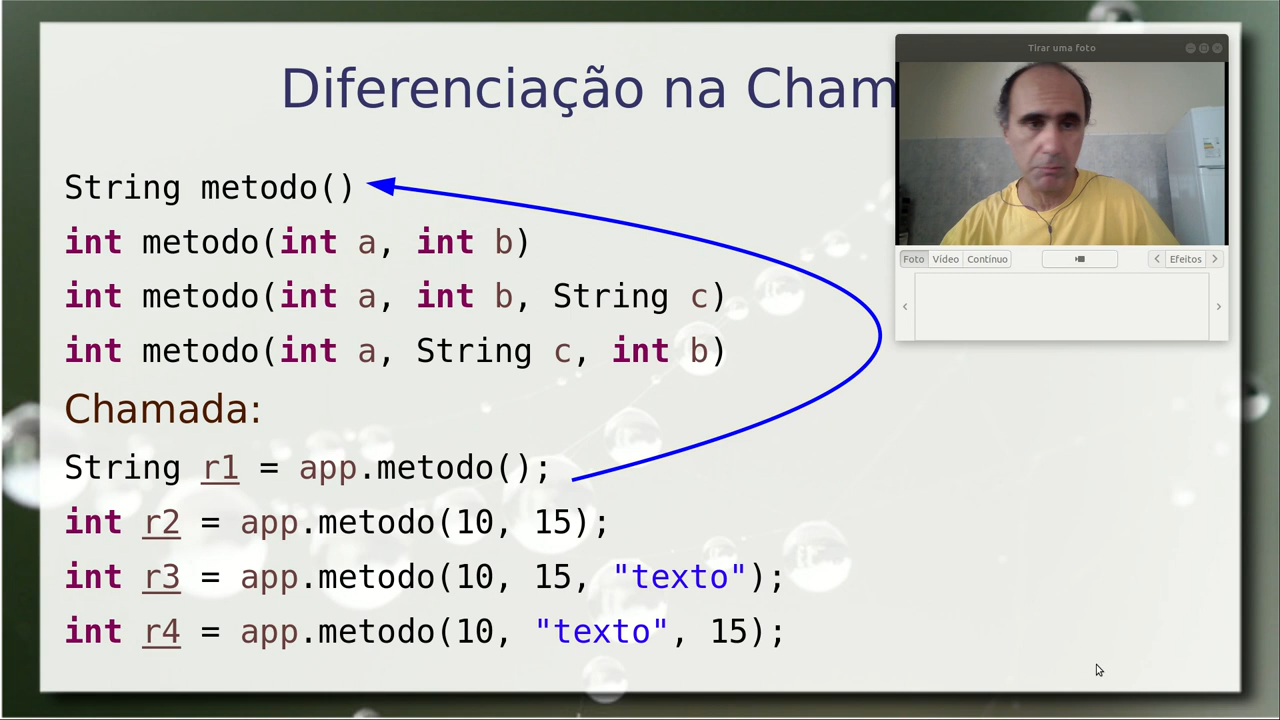 Diferenciação na Cham
Tirar uma foto
String metodo()
int metodo(int a, int b)
int metodo(int a, int b, String c)
int metodo(int a, String c, int b)
Foto Vídeo Contínuo Efeitos
Chamada:
String r1 = app.metodo();
int r2 = app.metodo(10, 15);
int r3 = app.metodo(10, 15, "texto");
int r4 = app.metodo(10, "texto", 15);